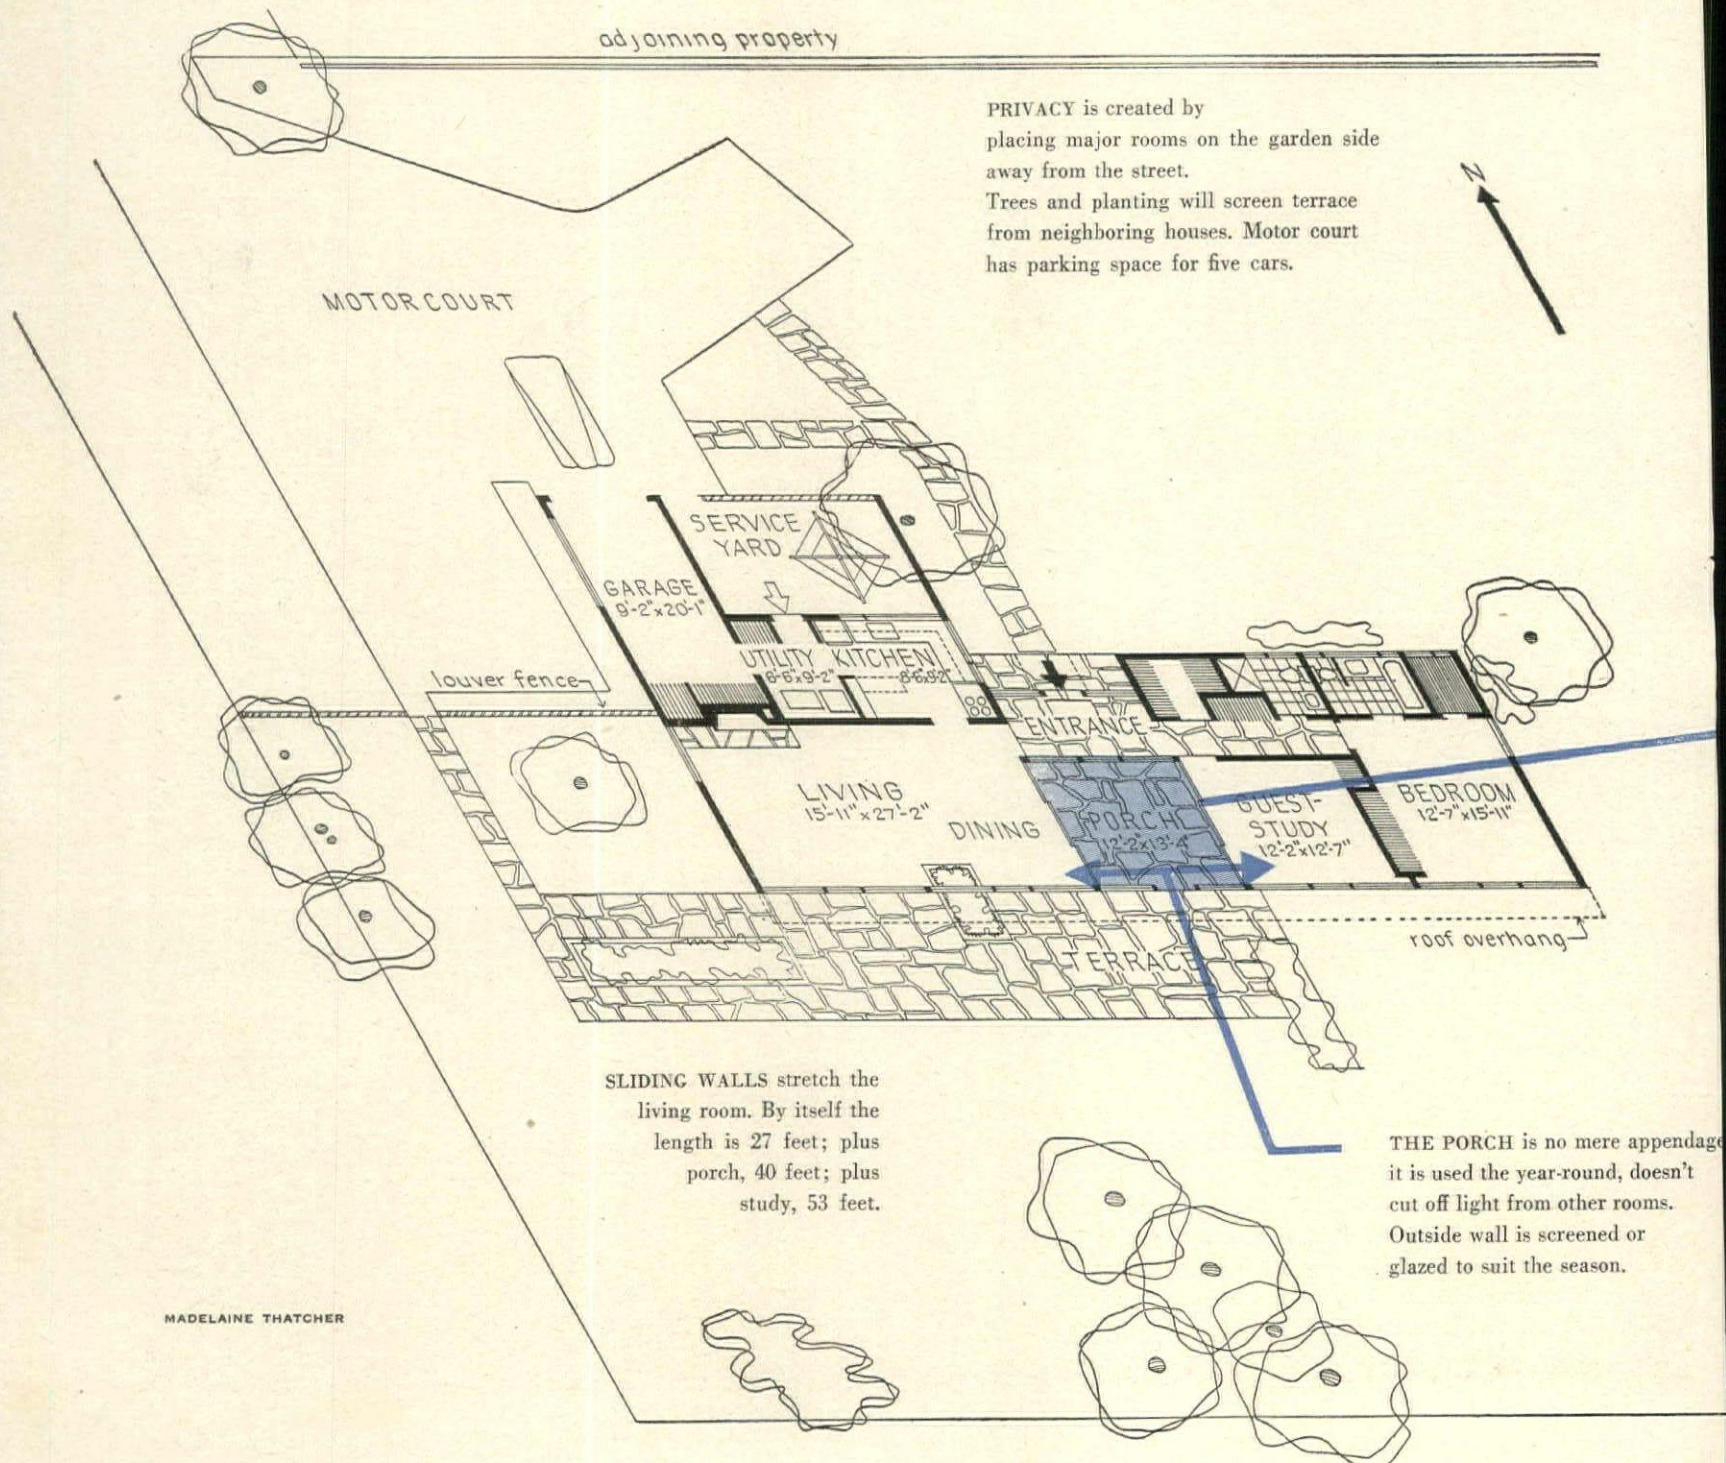 adjoining property
PRIVACY is created by
placing major rooms on the garden side
away from the street.
Trees and planting will screen terrace
from neighboring houses. Motor court
has parking space for five cars.
N
MOTOR COURT
SERVICE
YARD
GARAGE
9'-2"x20'-1"
UTILITY
6'-6"x9'-2"
KITCHEN
8'-6"x9'-2"
louver fence
ENTRANCE
LIVING
15'-11"x27'-2"
DINING
PORCH
12'-2"x13'-4"
GUEST-
STUDY
12'-2"x12'-7"
BEDROOM
12'-7"x15'-11"
roof overhang
TERRACE
SLIDING WALLS stretch the
living room. By itself the
length is 27 feet; plus
porch, 40 feet; plus
study, 53 feet.
THE PORCH is no mere appendage
it is used the year-round, doesn't
cut off light from other rooms.
Outside wall is screened or
glazed to suit the season.
MADELAINE THATCHER